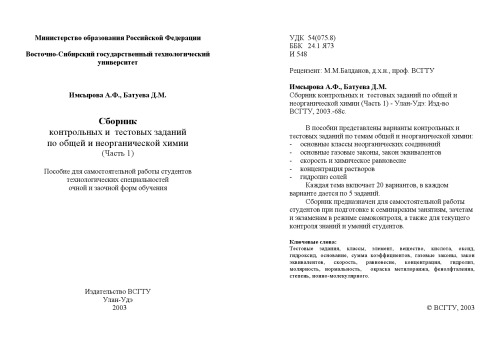 Министерство образования Российской Федерации
Восточно-Сибирский государственный технологический
университет
Имсырова А.Ф., Батуева Д.М.
Сборник
контрольных и тестовых заданий
по общей и неорганической химии
(Часть 1)
Пособие для самостоятельной работы студентов
технологических специальностей
очной и заочной форм обучения
Издательство ВСГТУ
Улан-Удэ
2003
УДК 54(075.8)
ББК 24.1 Я73
И 548
Рецензент: М.М.Балданов, д.х.н., проф. ВСГТУ
Имсырова А.Ф., Батуева Д.М.
Сборник контрольных и тестовых заданий по общей и
неорганической химии (Часть 1) - Улан-Удэ: Изд-во
ВСГТУ, 2003.-68с.
В пособии представлены варианты контрольных и
тестовых заданий по темам общей и неорганической химии:
- основные классы неорганических соединений
- основные газовые законы, закон эквивалентов
- скорость и химическое равновесие
- концентрация растворов
- гидролиз солей
Каждая тема включает 20 вариантов, в каждом
варианте дается по 5 заданий.
Сборник предназначен для самостоятельной работы
студентов при подготовке к семинарским занятиям, зачетам
и экзаменам в режиме самоконтроля, а также для текущего
контроля знаний и умений студентов.
Ключевые слова:
Тестовые задания, классы, элемент, вещество, кислота, оксид,
гидроксид, основание, сумма коэффициентов, газовые законы, закон
эквивалентов, скорость, равновесие, концентрация, гидролиз,
молярность, нормальность, окраска метилоранжа, фенолфталеина,
степень, ионно-молекулярного.
© ВСГТУ, 2003